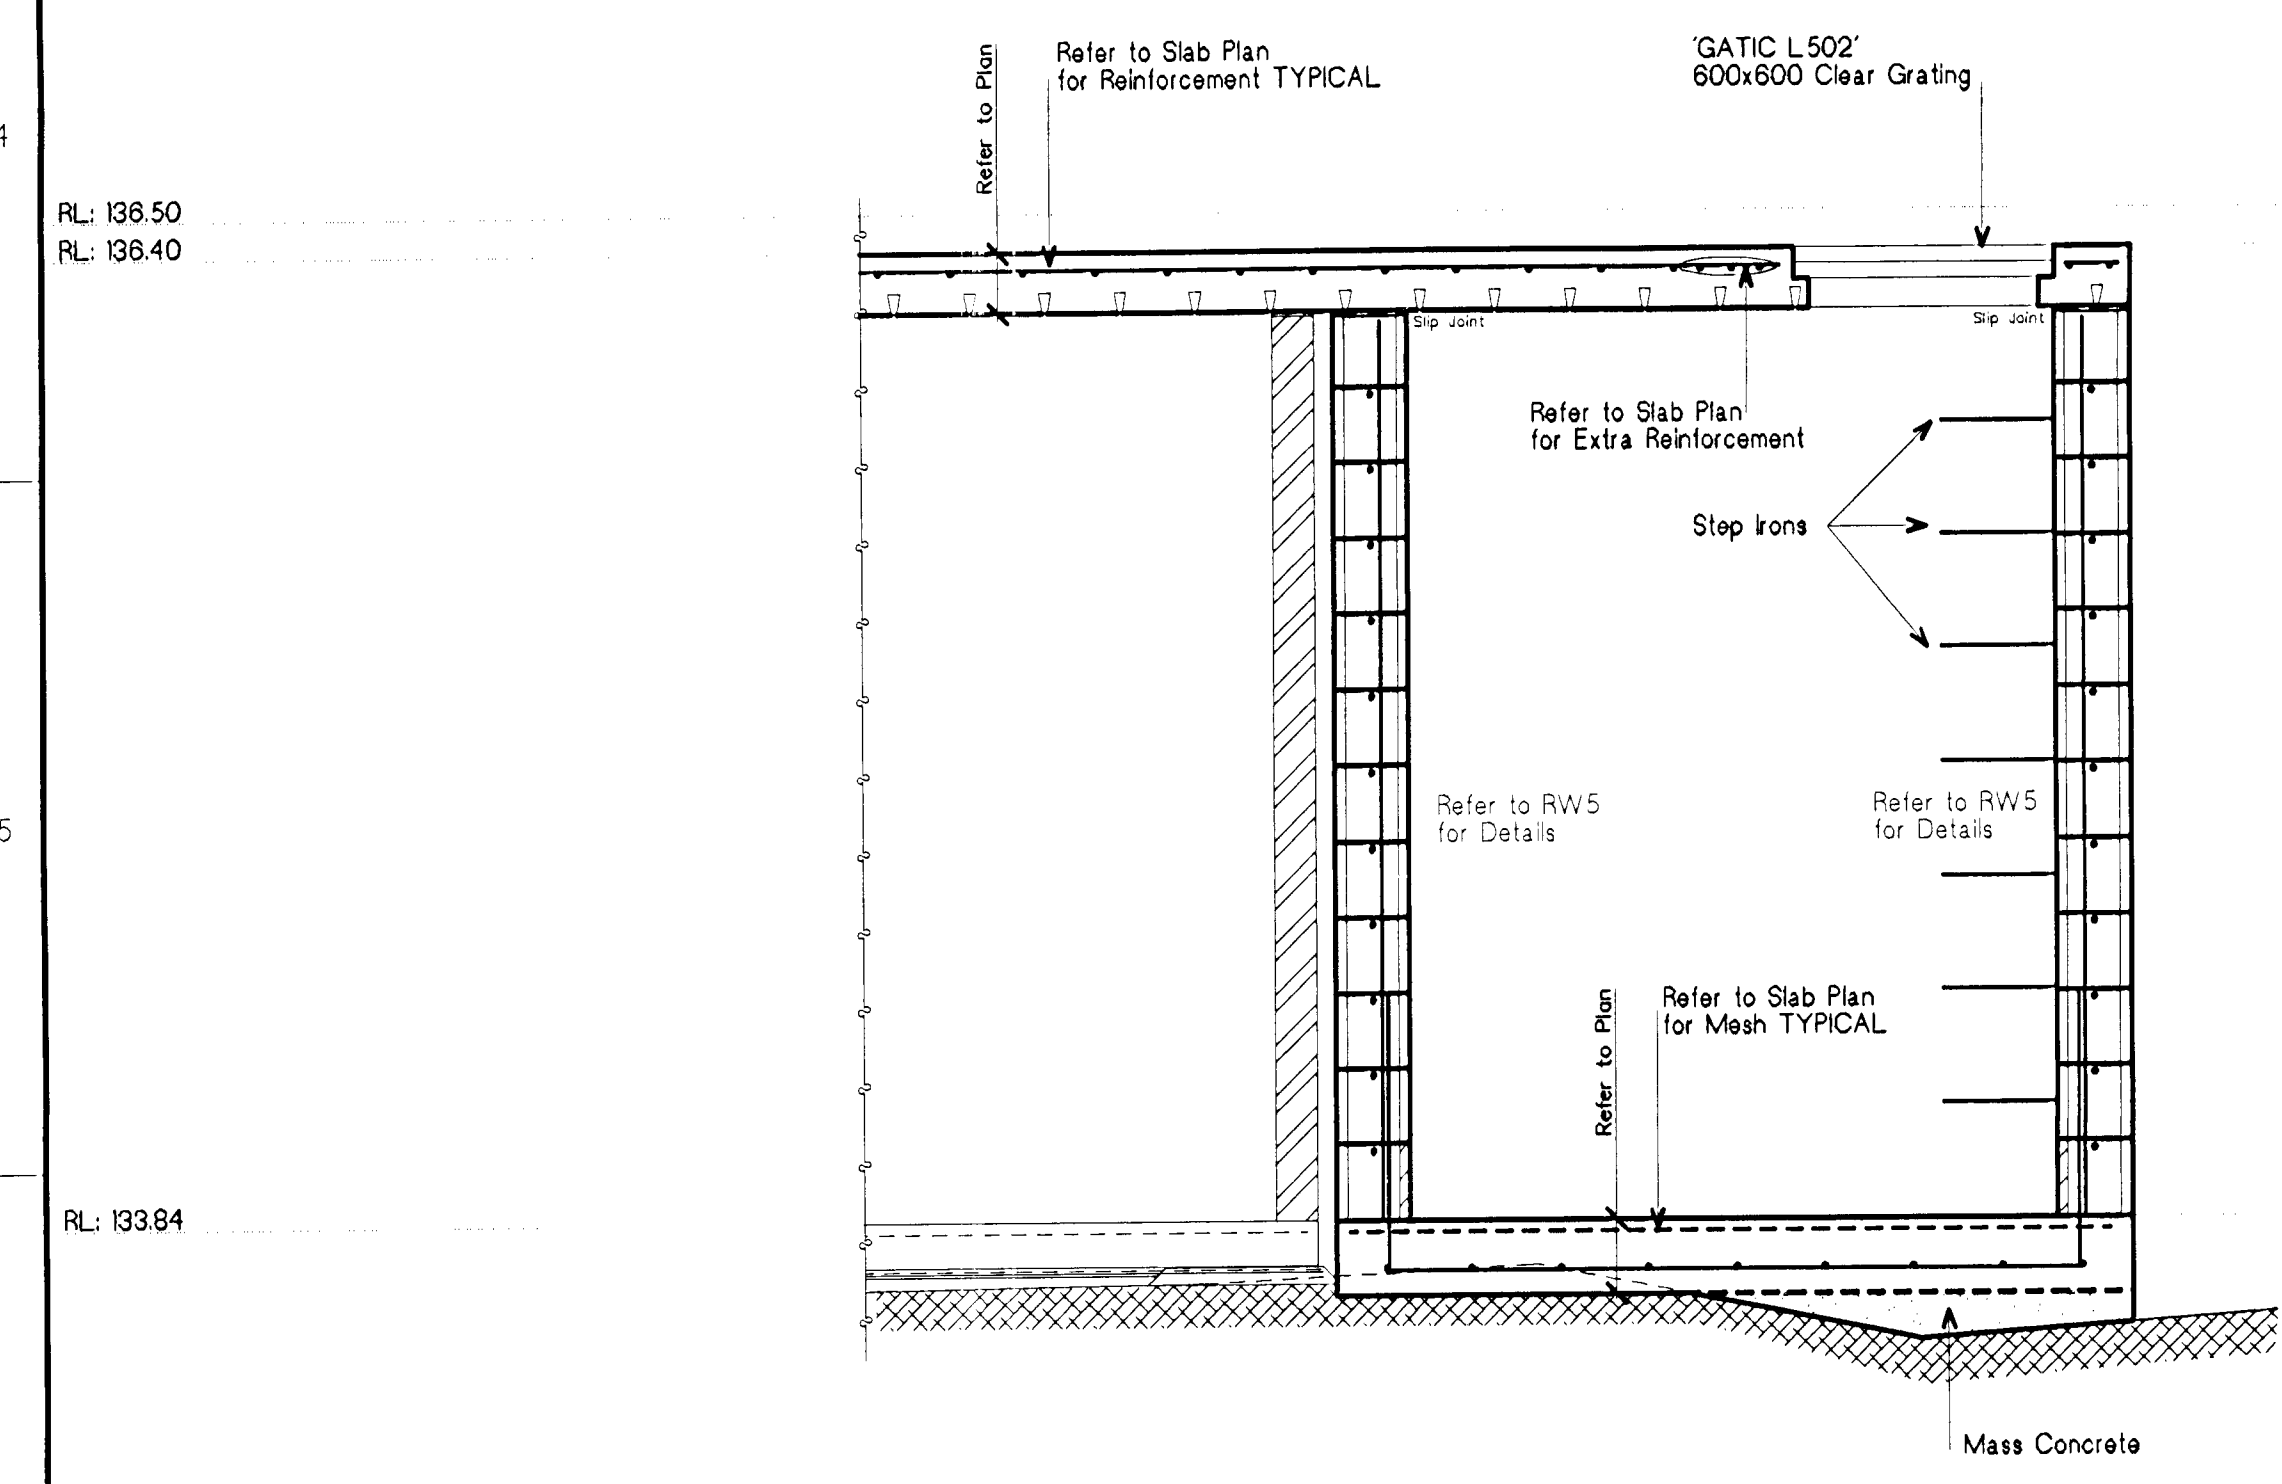 Refer to Plan
Refer to Slab Plan
for Reinforcement TYPICAL
'GATIC L502'
600x600 Clear Grating
4
RL: 136.50
RL: 136.40
Slip Joint
Slip Joint
Refer to Slab Plan
for Extra Reinforcement
Step Irons
Refer to RW5
for Details
Refer to RW5
for Details
5
Refer to Plan
Refer to Slab Plan
for Mesh TYPICAL
RL: 133.84
Mass Concrete